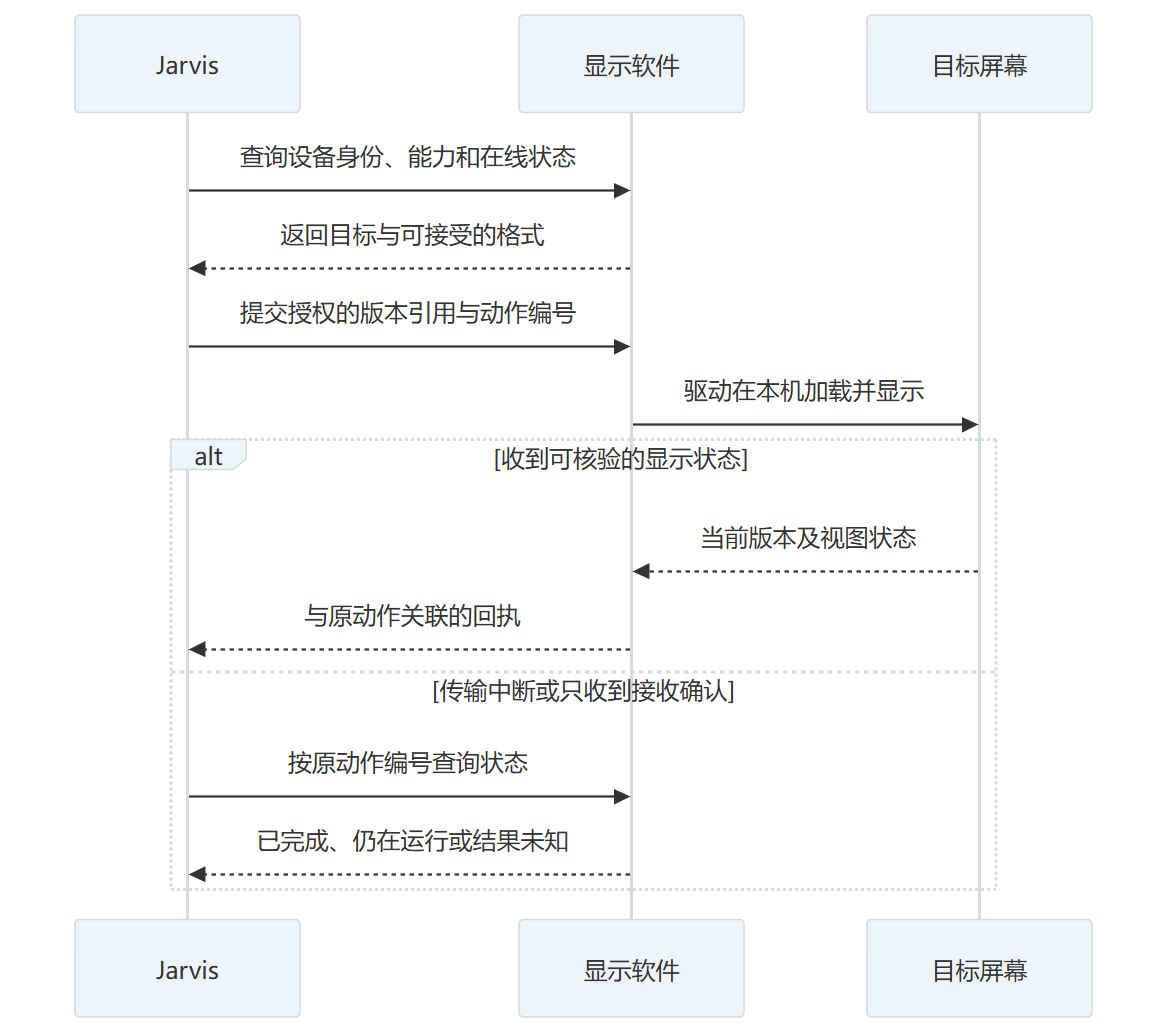 Jarvis
显示软件
目标屏幕
查询设备身份、能力和在线状态
返回目标与可接受的格式
提交授权的版本引用与动作编号
驱动在本机加载并显示
alt
[收到可核验的显示状态]
当前版本及视图状态
与原动作关联的回执
[传输中断或只收到接收确认]
按原动作编号查询状态
已完成、仍在运行或结果未知
Jarvis
显示软件
目标屏幕